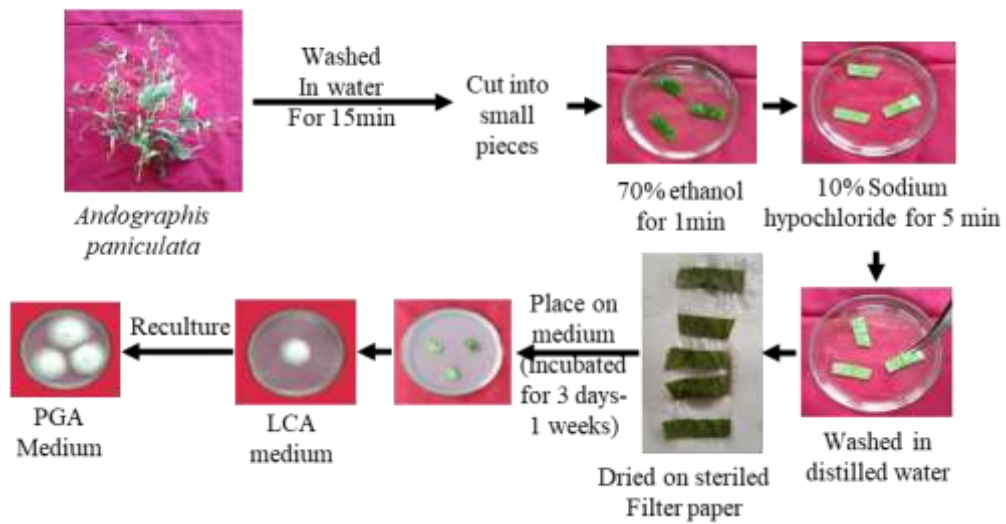 Washed
In water
For 15min
Cut into
small
pieces
70% ethanol
for 1min
10% Sodium
hypochloride for 5 min
Andographis
paniculata
Washed in
distilled water
Dried on steriled
Filter paper
Place on
medium
(Incubated
for 3 days-
1 weeks)
LCA
medium
Reculture
PGA
Medium